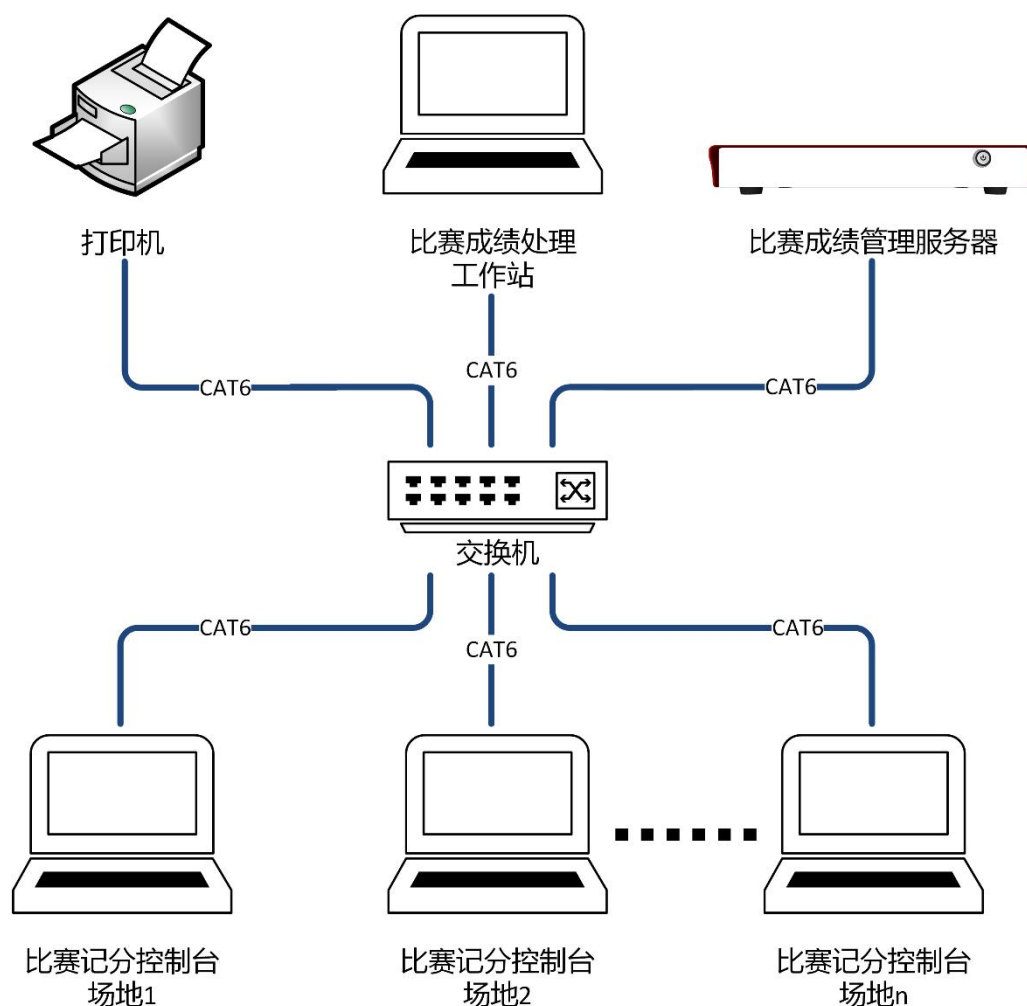 打印机
比赛成绩处理
工作站
比赛成绩管理服务器
CAT6
CAT6
CAT6
交换机
CAT6
CAT6
CAT6
比赛记分控制台
场地1
比赛记分控制台
场地2
比赛记分控制台
场地n